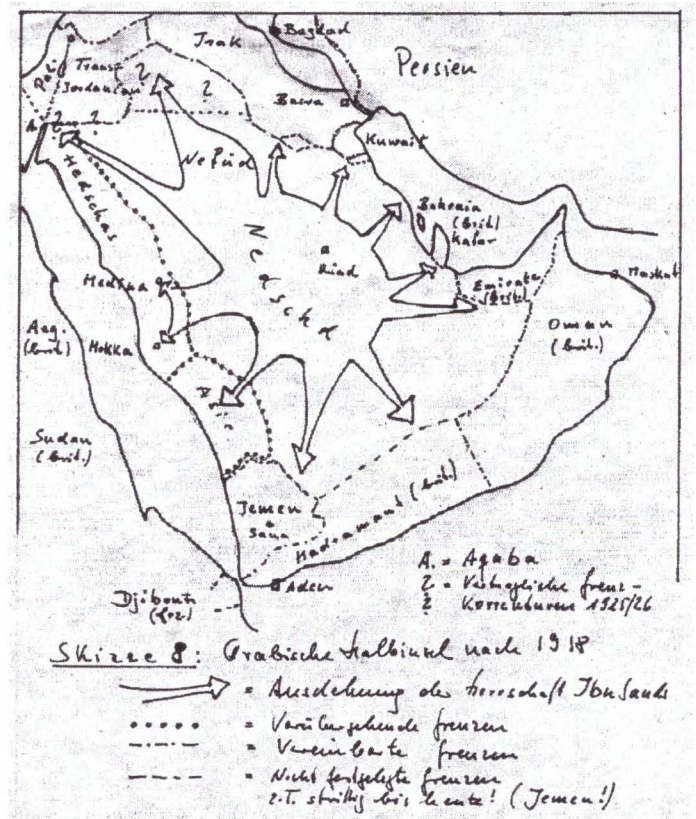 Bagdad
Irak
Persien
Trans
Jordanien
?
?
Basra
A.
? ?
Kuwait
Nefud
Hedschas
Bahrain
(brit.)
Katar
Nedschd
Riad
Maskat
Medina
Emirate
(brit.)
Oman
(brit.)
Aeg.
(brit.)
Mekka
Sudan
(brit.)
Jemen
Sana
Hadramaut (brit.)
Aden
Djibouti
(frz.)
A. = Aqaba
? = Vertragliche Grenz-
? Korrekturen 1925/26
Skizze 8: Arabische Halbinsel nach 1918
= Ausdehnung der Herrschaft Ibn Sauds
= Vorübergehende Grenzen
= Vereinbarte Grenzen
= Nicht festgelegte Grenzen
z.T. strittig bis heute! (Jemen!)